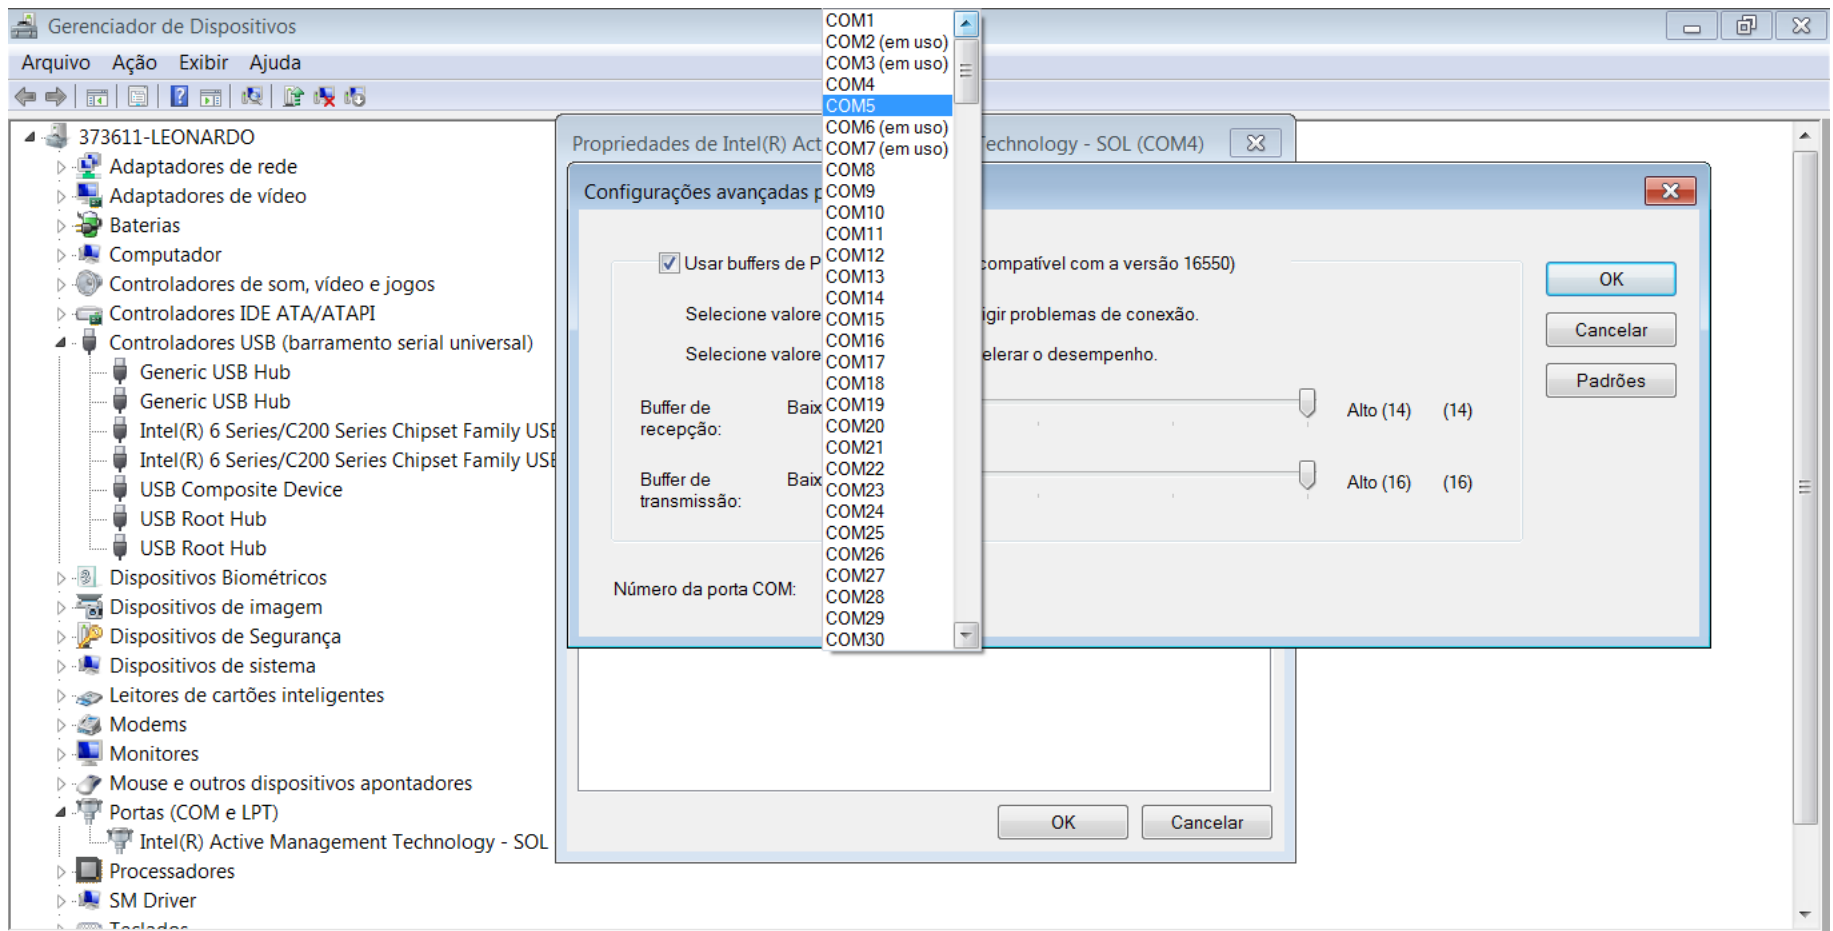 Gerenciador de Dispositivos
Arquivo Ação Exibir Ajuda
373611-LEONARDO
Adaptadores de rede
Adaptadores de vídeo
Baterias
Computador
Controladores de som, vídeo e jogos
Controladores IDE ATA/ATAPI
Controladores USB (barramento serial universal)
Generic USB Hub
Generic USB Hub
Intel(R) 6 Series/C200 Series Chipset Family USB
Intel(R) 6 Series/C200 Series Chipset Family USB
USB Composite Device
USB Root Hub
USB Root Hub
Dispositivos Biométricos
Dispositivos de imagem
Dispositivos de Segurança
Dispositivos de sistema
Leitores de cartões inteligentes
Modems
Monitores
Mouse e outros dispositivos apontadores
Portas (COM e LPT)
Intel(R) Active Management Technology - SOL
Processadores
SM Driver
Teclados
Propriedades de Intel(R) Act
echnology - SOL (COM4)
Configurações avançadas p
Usar buffers de P
compatível com a versão 16550)
Selecione valore
igir problemas de conexão.
Selecione valore
elerar o desempenho.
Buffer de
recepção:
Baix
Alto (14) (14)
Buffer de
transmissão:
Baix
Alto (16) (16)
Número da porta COM:
COM1
COM2 (em uso)
COM3 (em uso)
COM4
COM5
COM6 (em uso)
COM7 (em uso)
COM8
COM9
COM10
COM11
COM12
COM13
COM14
COM15
COM16
COM17
COM18
COM19
COM20
COM21
COM22
COM23
COM24
COM25
COM26
COM27
COM28
COM29
COM30
OK
Cancelar
Padrões
OK
Cancelar